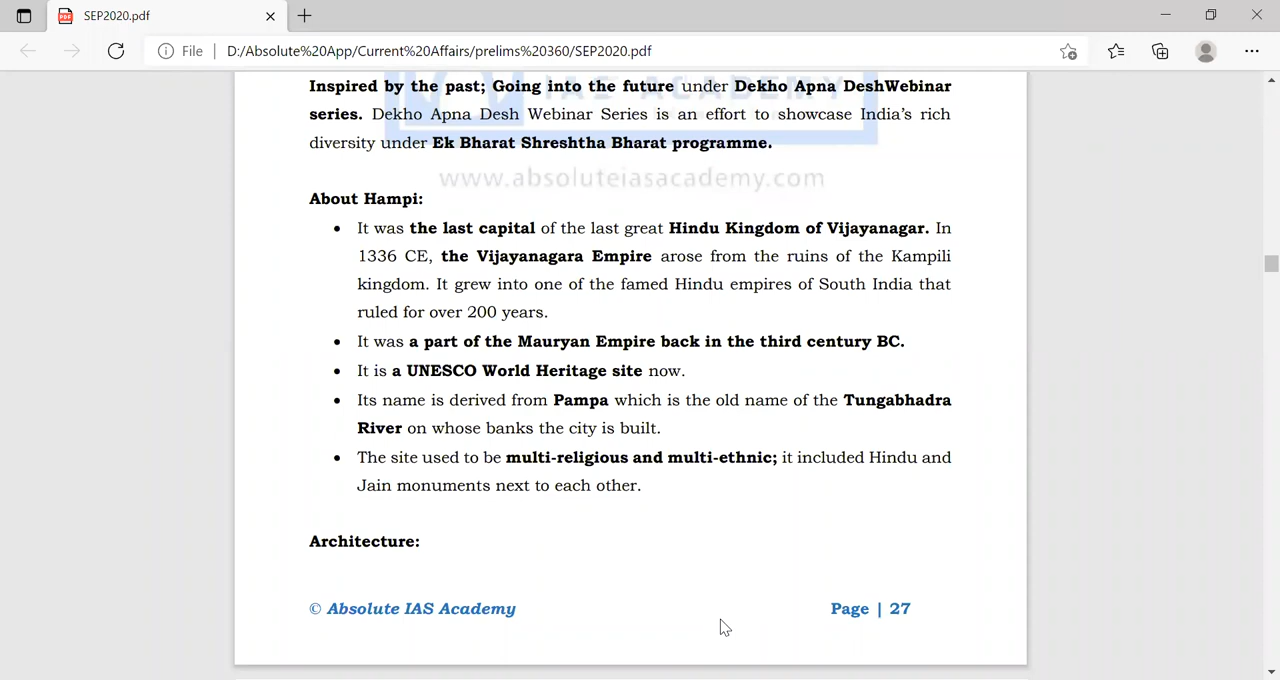 SEP2020.pdf
File | D:/Absolute%20App/Current%20Affairs/prelims%20360/SEP2020.pdf
IAS ACADEMY
Inspired by the past; Going into the future under Dekho Apna DeshWebinar
series. Dekho Apna Desh Webinar Series is an effort to showcase India's rich
diversity under Ek Bharat Shreshtha Bharat programme.
www.absoluteiasacademy.com
About Hampi:
• It was the last capital of the last great Hindu Kingdom of Vijayanagar. In
1336 CE, the Vijayanagara Empire arose from the ruins of the Kampili
kingdom. It grew into one of the famed Hindu empires of South India that
ruled for over 200 years.
• It was a part of the Mauryan Empire back in the third century BC.
• It is a UNESCO World Heritage site now.
• Its name is derived from Pampa which is the old name of the Tungabhadra
River on whose banks the city is built.
• The site used to be multi-religious and multi-ethnic; it included Hindu and
Jain monuments next to each other.
Architecture:
© Absolute IAS Academy Page | 27